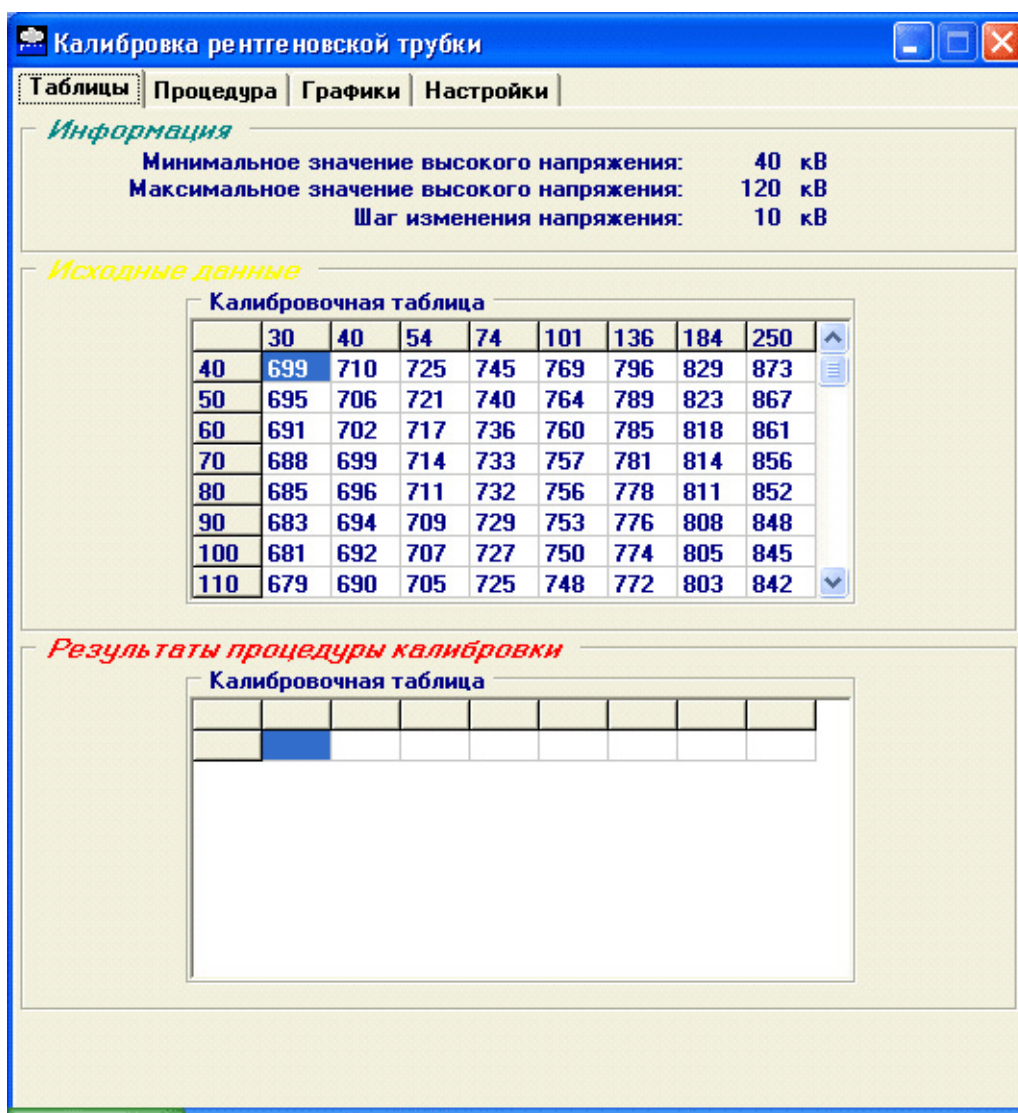 Калибровка рентгеновской трубки
Таблицы Процедура Графики Настройки
Информация
Минимальное значение высокого напряжения: 40 кВ
Максимальное значение высокого напряжения: 120 кВ
Шаг изменения напряжения: 10 кВ
Исходные данные
Калибровочная таблица
30 40 54 74 101 136 184 250
40 699 710 725 745 769 796 829 873
50 695 706 721 740 764 789 823 867
60 691 702 717 736 760 785 818 861
70 688 699 714 733 757 781 814 856
80 685 696 711 732 756 778 811 852
90 683 694 709 729 753 776 808 848
100 681 692 707 727 750 774 805 845
110 679 690 705 725 748 772 803 842
Результаты процедуры калибровки
Калибровочная таблица